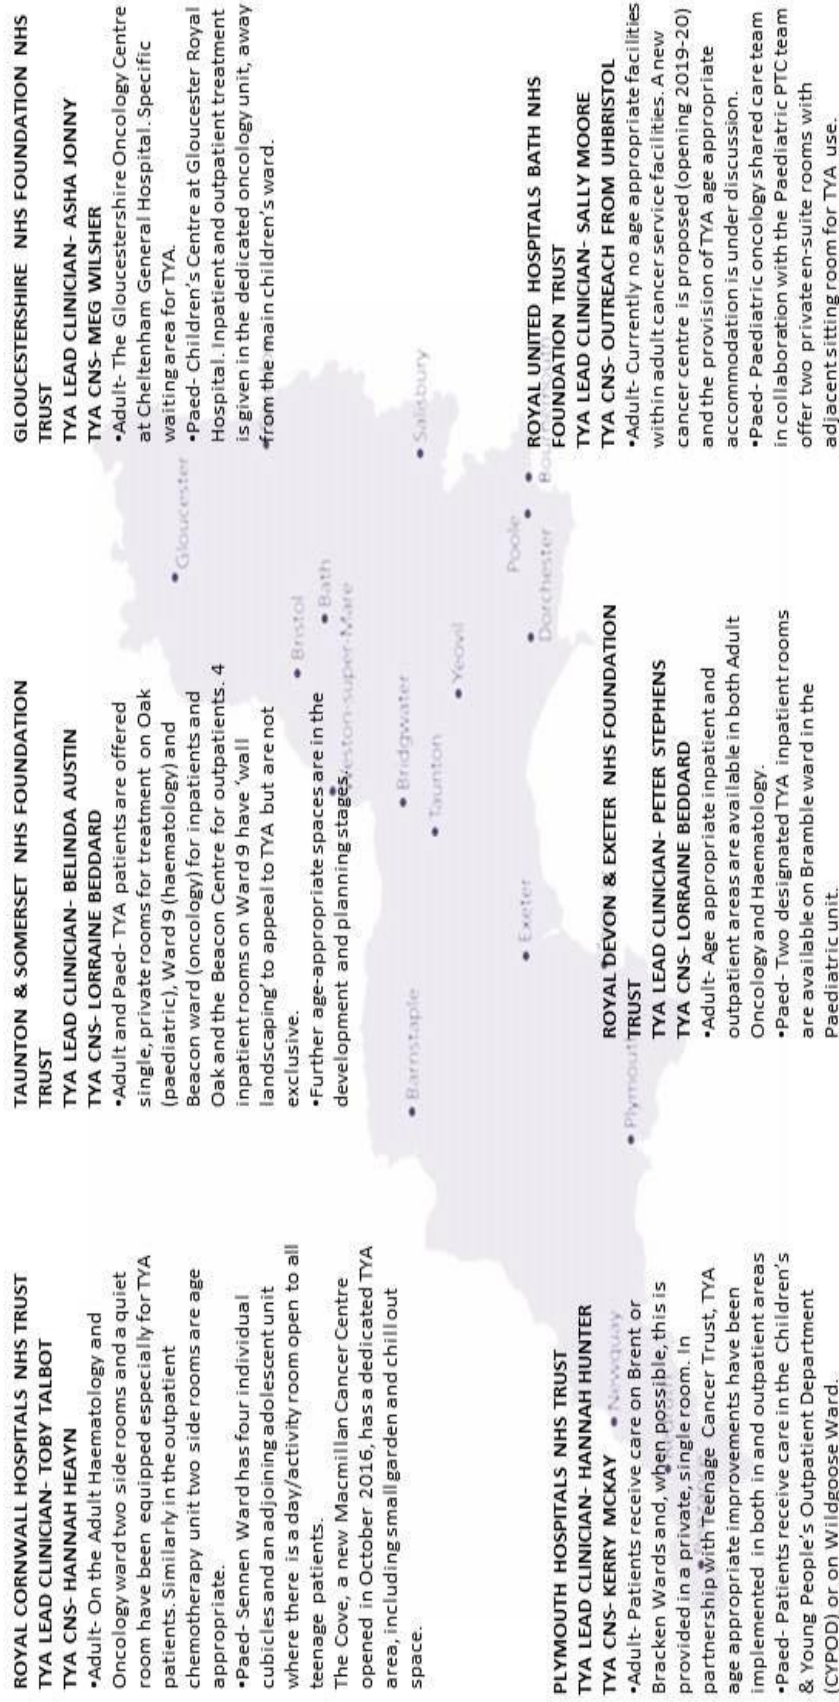 ROYAL CORNWALL HOSPITALS NHS TRUST
TYA LEAD CLINICIAN- TOBY TALBOT
TYA CNS- HANNAH HEAYN
•Adult- On the Adult Haematology and
Oncology ward two side rooms and a quiet
room have been equipped especially for TYA
patients. Similarly in the outpatient
chemotherapy unit two side rooms are age
appropriate.
•Paed- Sennen Ward has four individual
cubicles and an adjoining adolescent unit
where there is a day/activity room open to all
teenage patients.
The Cove, a new Macmillan Cancer Centre
opened in October 2016, has a dedicated TYA
area, including small garden and chill out
space.
TAUNTON & SOMERSET NHS FOUNDATION
TRUST
TYA LEAD CLINICIAN- BELINDA AUSTIN
TYA CNS- LORRAINE BEDDARD
•Adult and Paed- TYA patients are offered
single, private rooms for treatment on Oak
(paediatric), Ward 9 (haematology) and
Beacon ward (oncology) for inpatients and
Oak and the Beacon Centre for outpatients. 4
inpatient rooms on Ward 9 have 'wall
landscaping' to appeal to TYA but are not
exclusive.
•Further age-appropriate spaces are in the
development and planning stages.
GLOUCESTERSHIRE NHS FOUNDATION NHS
TRUST
TYA LEAD CLINICIAN- ASHA JONNY
TYA CNS- MEG WILSHER
•Adult- The Gloucestershire Oncology Centre
at Cheltenham General Hospital. Specific
waiting area for TYA.
•Paed- Children's Centre at Gloucester Royal
Hospital. Inpatient and outpatient treatment
is given in the dedicated oncology unit, away
from the main children's ward.
Gloucester
Bristol
Bath
Weston-super-Mare
Bridgwater
Taunton
Yeovil
Salisbury
Barnstaple
Exeter
Poole
Dorchester
Plymouth
Newquay
PLYMOUTH HOSPITALS NHS TRUST
TYA LEAD CLINICIAN- HANNAH HUNTER
TYA CNS- KERRY MCKAY
•Adult- Patients receive care on Brent or
Bracken Wards and, when possible, this is
provided in a private, single room. In
partnership with Teenage Cancer Trust, TYA
age appropriate improvements have been
implemented in both in and outpatient areas
•Paed- Patients receive care in the Children's
& Young People's Outpatient Department
((CYPOD) or on Wildgoose Ward.
ROYAL DEVON & EXETER NHS FOUNDATION
TRUST
TYA LEAD CLINICIAN- PETER STEPHENS
TYA CNS- LORRAINE BEDDARD
•Adult- Age appropriate inpatient and
outpatient areas are available in both Adult
Oncology and Haematology.
•Paed- Two designated TYA inpatient rooms
are available on Bramble ward in the
Paediatric unit.
ROYAL UNITED HOSPITALS BATH NHS
FOUNDATION TRUST
TYA LEAD CLINICIAN- SALLY MOORE
TYA CNS- OUTREACH FROM UHBRISTOL
•Adult- Currently no age appropriate facilities
within adult cancer service facilities. A new
cancer centre is proposed (opening 2019-20)
and the provision of TYA age appropriate
accommodation is under discussion.
•Paed- Paediatric oncology shared care team
in collaboration with the Paediatric PTC team
offer two private en-suite rooms with
adjacent sitting room for TYA use.